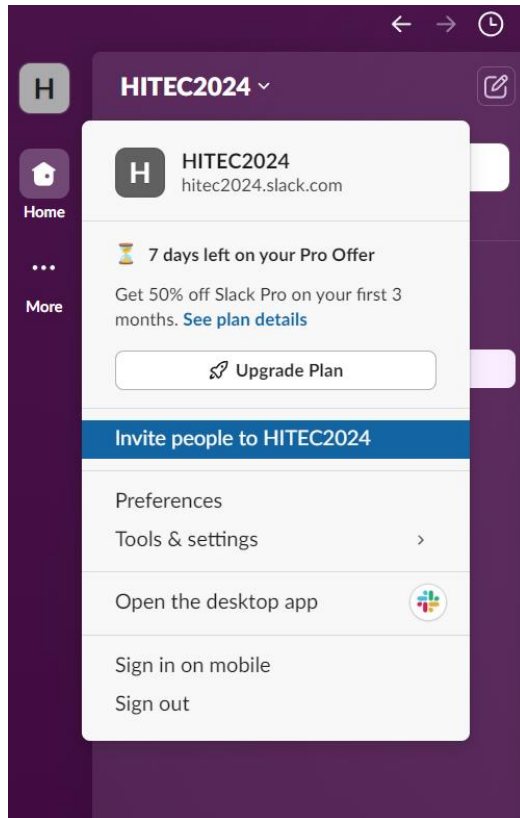 H
HITEC2024
H
HITEC2024
hitec2024.slack.com
Home
7 days left on your Pro Offer
More
Get 50% off Slack Pro on your first 3
months. See plan details
Upgrade Plan
Invite people to HITEC2024
Preferences
Tools & settings
Open the desktop app
Sign in on mobile
Sign out